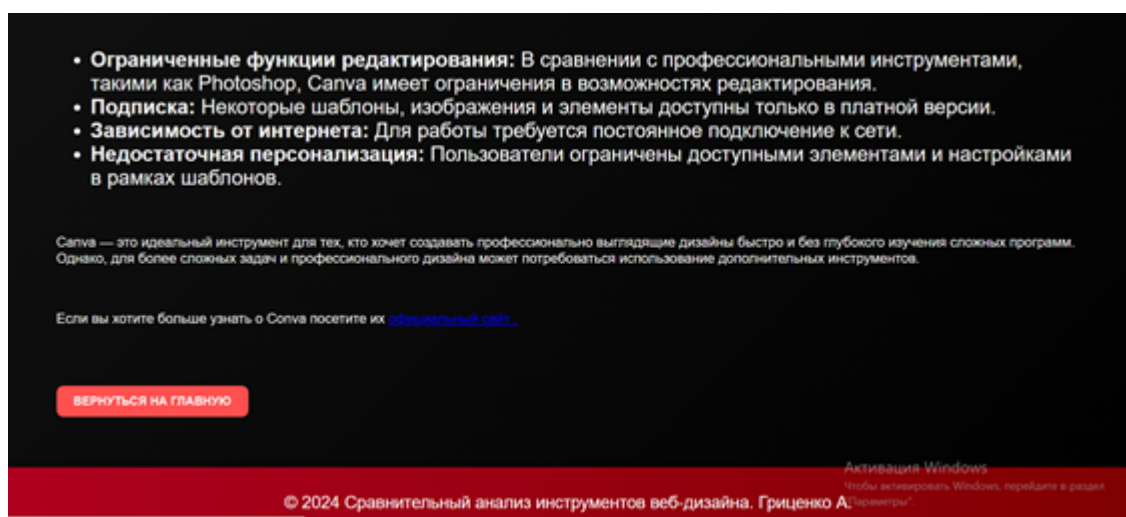 • Ограниченные функции редактирования: В сравнении с профессиональными инструментами,
такими как Photoshop, Canva имеет ограничения в возможностях редактирования.
• Подписка: Некоторые шаблоны, изображения и элементы доступны только в платной версии.
• Зависимость от интернета: Для работы требуется постоянное подключение к сети.
• Недостаточная персонализация: Пользователи ограничены доступными элементами и настройками
в рамках шаблонов.
Canva — это идеальный инструмент для тех, кто хочет создавать профессионально выглядящие дизайны быстро и без глубокого изучения сложных программ.
Однако, для более сложных задач и профессионального дизайна может потребоваться использование дополнительных инструментов.
Если вы хотите больше узнать о Conva посетите их официальный сайт .
ВЕРНУТЬСЯ НА ГЛАВНУЮ
Активация Windows
Чтобы активировать Windows, перейдите в раздел
"Параметры".
© 2024 Сравнительный анализ инструментов веб-дизайна. Гриценко А.